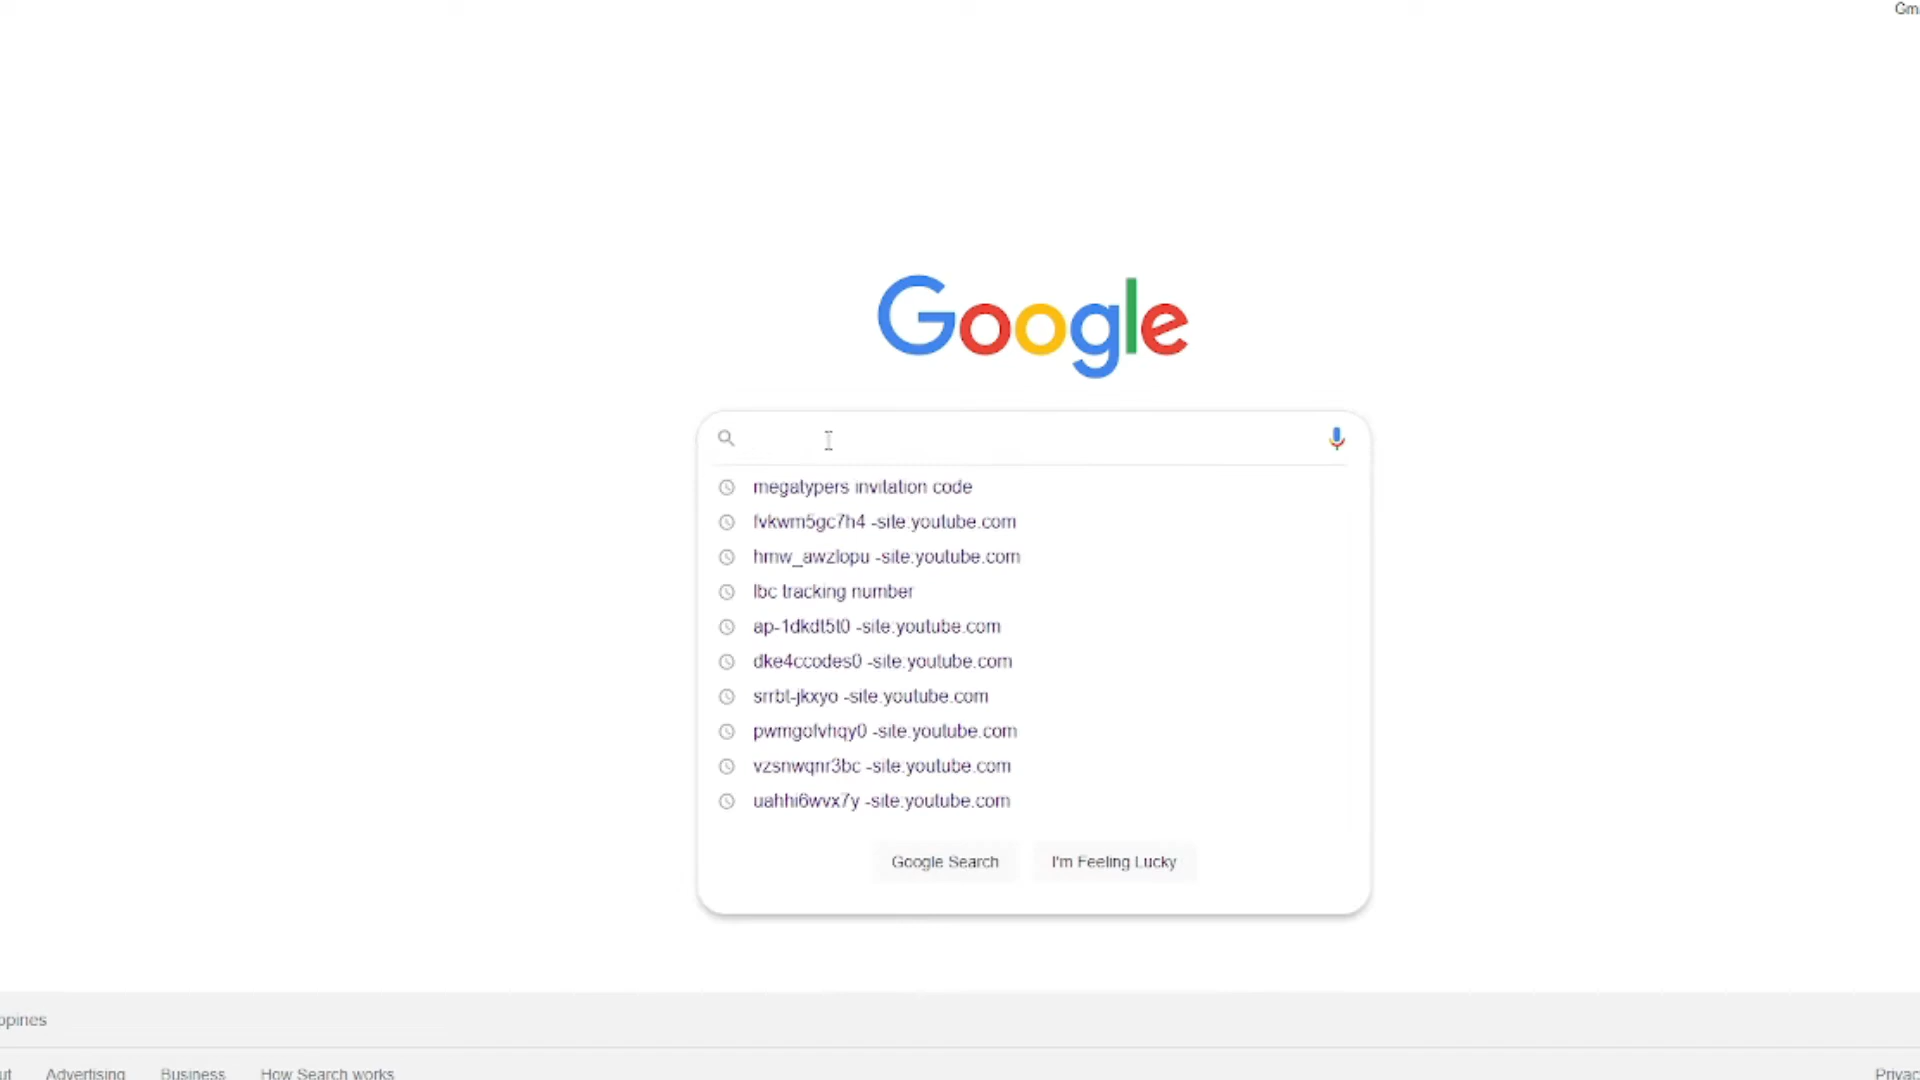 Gm
Google
megatypers invitation code
fvkwm5gc7h4 -site:youtube.com
hmw_awzlopu -site:youtube.com
lbc tracking number
ap-1dkdt5t0 -site:youtube.com
dke4ccodes0 -site:youtube.com
srrbt-jkxyo -site:youtube.com
pwmgofvhqy0 -site:youtube.com
vzsnwqnr3bc -site:youtube.com
uahhi6wvx7y -site:youtube.com
Google Search I'm Feeling Lucky
ppines
ut Advertising Business How Search works Privac